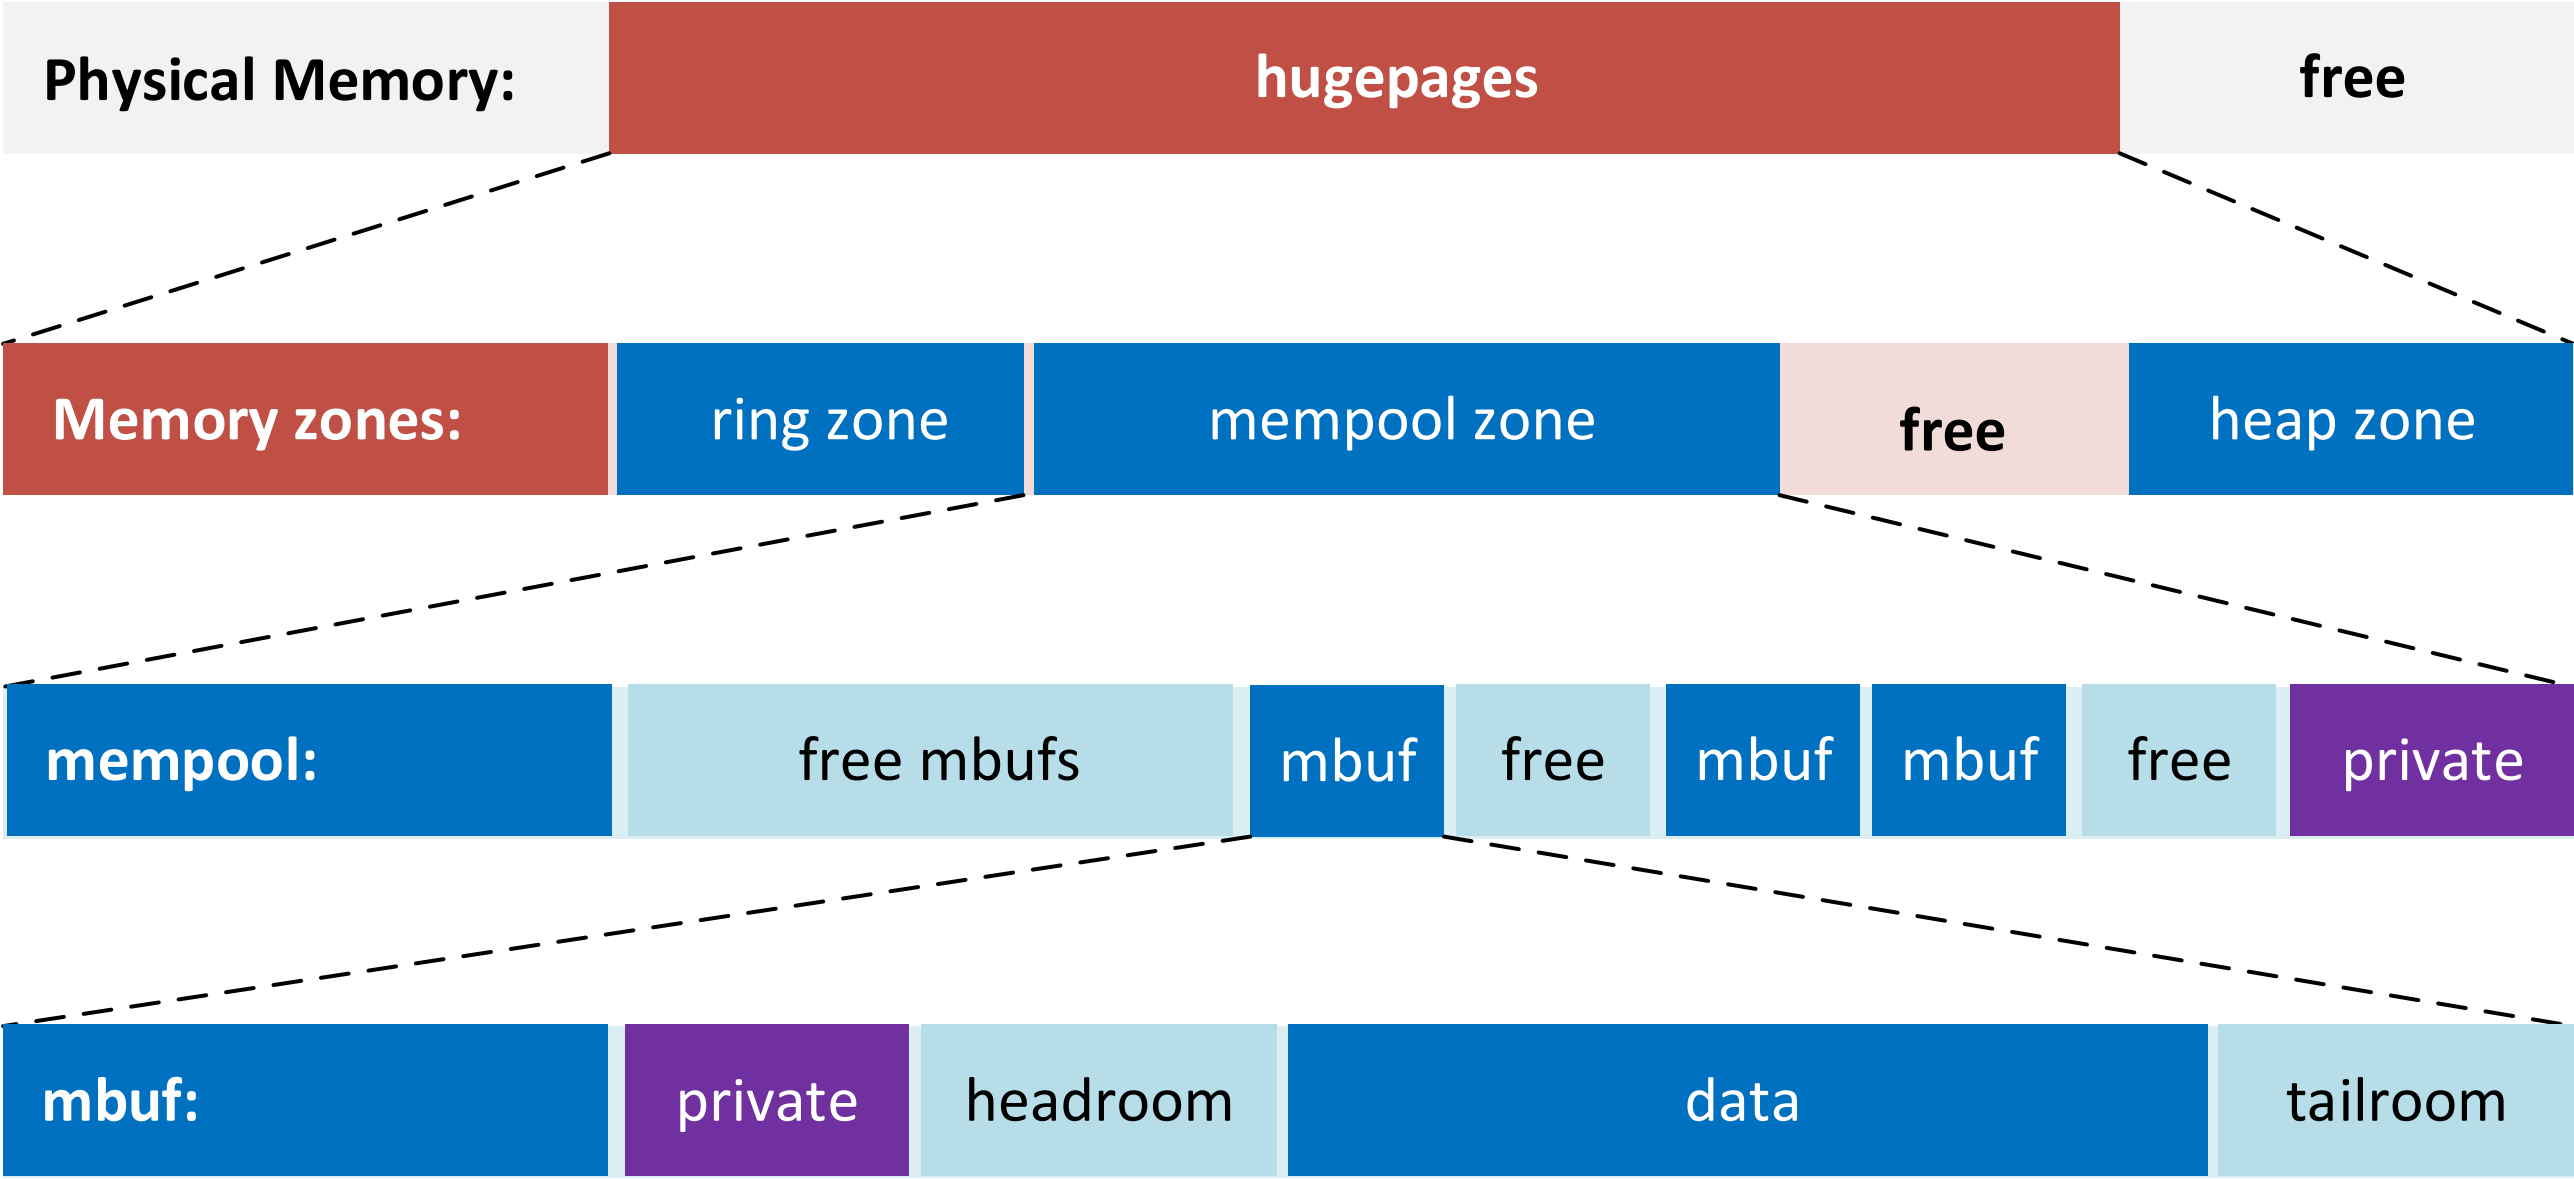 Physical Memory: hugepages free
Memory zones: ring zone mempool zone free heap zone
mempool: free mbufs mbuf free mbuf mbuf free private
mbuf: private headroom data tailroom